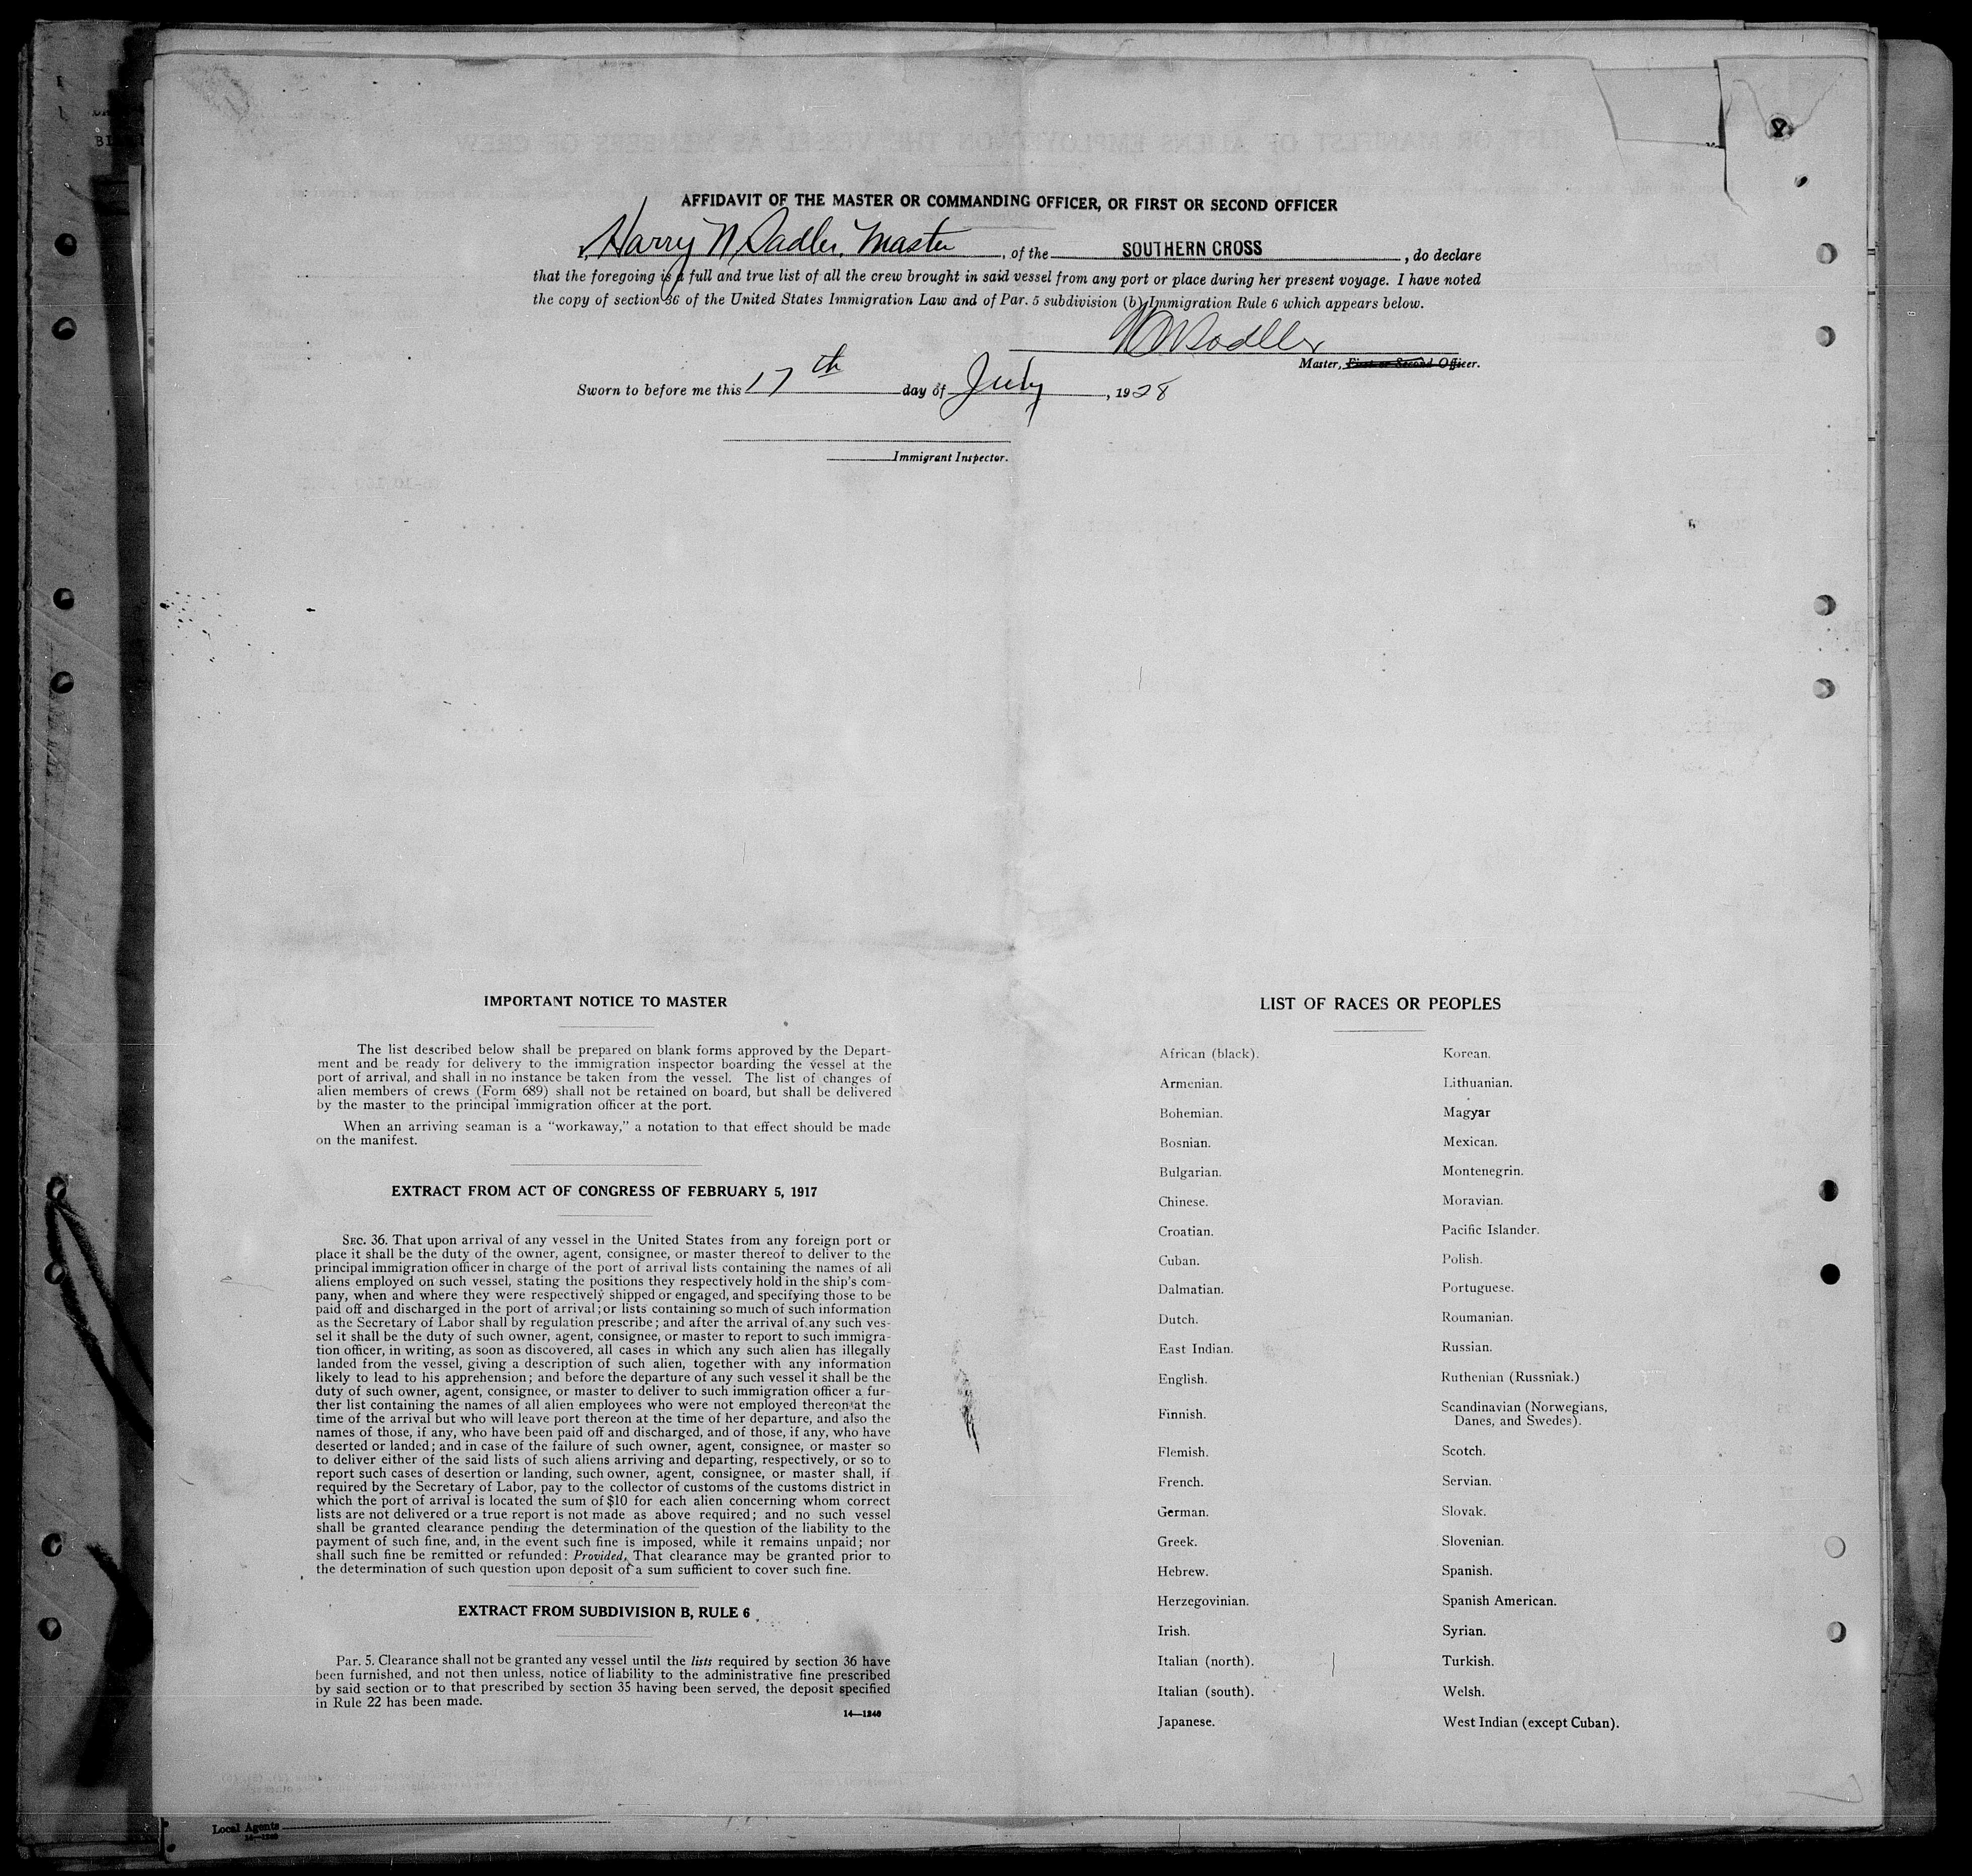 AFFIDAVIT OF THE MASTER OR COMMANDING OFFICER, OR FIRST OR SECOND OFFICER
I, Harry N Sadler, Master, of the SOUTHERN CROSS, do declare
that the foregoing is a full and true list of all the crew brought in said vessel from any port or place during her present voyage. I have noted
the copy of section 36 of the United States Immigration Law and of Par. 5 subdivision (b) Immigration Rule 6 which appears below.
HNSadler
Master, First or Second Officer.
Sworn to before me this 17th day of July, 1928
Immigrant Inspector.
IMPORTANT NOTICE TO MASTER
The list described below shall be prepared on blank forms approved by the Depart-
ment and be ready for delivery to the immigration inspector boarding the vessel at the
port of arrival, and shall in no instance be taken from the vessel. The list of changes of
alien members of crews (Form 689) shall not be retained on board, but shall be delivered
by the master to the principal immigration officer at the port.
When an arriving seaman is a "workaway," a notation to that effect should be made
on the manifest.
EXTRACT FROM ACT OF CONGRESS OF FEBRUARY 5, 1917
SEC. 36. That upon arrival of any vessel in the United States from any foreign port or
place it shall be the duty of the owner, agent, consignee, or master thereof to deliver to the
principal immigration officer in charge of the port of arrival lists containing the names of all
aliens employed on such vessel, stating the positions they respectively hold in the ship's com-
pany, when and where they were respectively shipped or engaged, and specifying those to be
paid off and discharged in the port of arrival; or lists containing so much of such information
as the Secretary of Labor shall by regulation prescribe; and after the arrival of any such ves-
sel it shall be the duty of such owner, agent, consignee, or master to report to such immigra-
tion officer, in writing, as soon as discovered, all cases in which any such alien has illegally
landed from the vessel, giving a description of such alien, together with any information
likely to lead to his apprehension; and before the departure of any such vessel it shall be the
duty of such owner, agent, consignee, or master to deliver to such immigration officer a fur-
ther list containing the names of all alien employees who were not employed thereon at the
time of the arrival but who will leave port thereon at the time of her departure, and also the
names of those, if any, who have been paid off and discharged, and of those, if any, who have
deserted or landed; and in case of the failure of such owner, agent, consignee, or master so
to deliver either of the said lists of such aliens arriving and departing, respectively, or so to
report such cases of desertion or landing, such owner, agent, consignee, or master shall, if
required by the Secretary of Labor, pay to the collector of customs of the customs district in
which the port of arrival is located the sum of $10 for each alien concerning whom correct
lists are not delivered or a true report is not made as above required; and no such vessel
shall be granted clearance pending the determination of the question of the liability to the
payment of such fine, and, in the event such fine is imposed, while it remains unpaid; nor
shall such fine be remitted or refunded: Provided, That clearance may be granted prior to
the determination of such question upon deposit of a sum sufficient to cover such fine.
EXTRACT FROM SUBDIVISION B, RULE 6
Par. 5. Clearance shall not be granted any vessel until the lists required by section 36 have
been furnished, and not then unless, notice of liability to the administrative fine prescribed
by said section or to that prescribed by section 35 having been served, the deposit specified
in Rule 22 has been made.
14—1240
LIST OF RACES OR PEOPLES
African (black).
Armenian.
Bohemian.
Bosnian.
Bulgarian.
Chinese.
Croatian.
Cuban.
Dalmatian.
Dutch.
East Indian.
English.
Finnish.
Flemish.
French.
German.
Greek.
Hebrew.
Herzegovinian.
Irish.
Italian (north).
Italian (south).
Japanese.
Korean.
Lithuanian.
Magyar
Mexican.
Montenegrin.
Moravian.
Pacific Islander.
Polish.
Portuguese.
Roumanian.
Russian.
Ruthenian (Russniak.)
Scandinavian (Norwegians,
Danes, and Swedes).
Scotch.
Servian.
Slovak.
Slovenian.
Spanish.
Spanish American.
Syrian.
Turkish.
Welsh.
West Indian (except Cuban).
Local Agents
14—1240